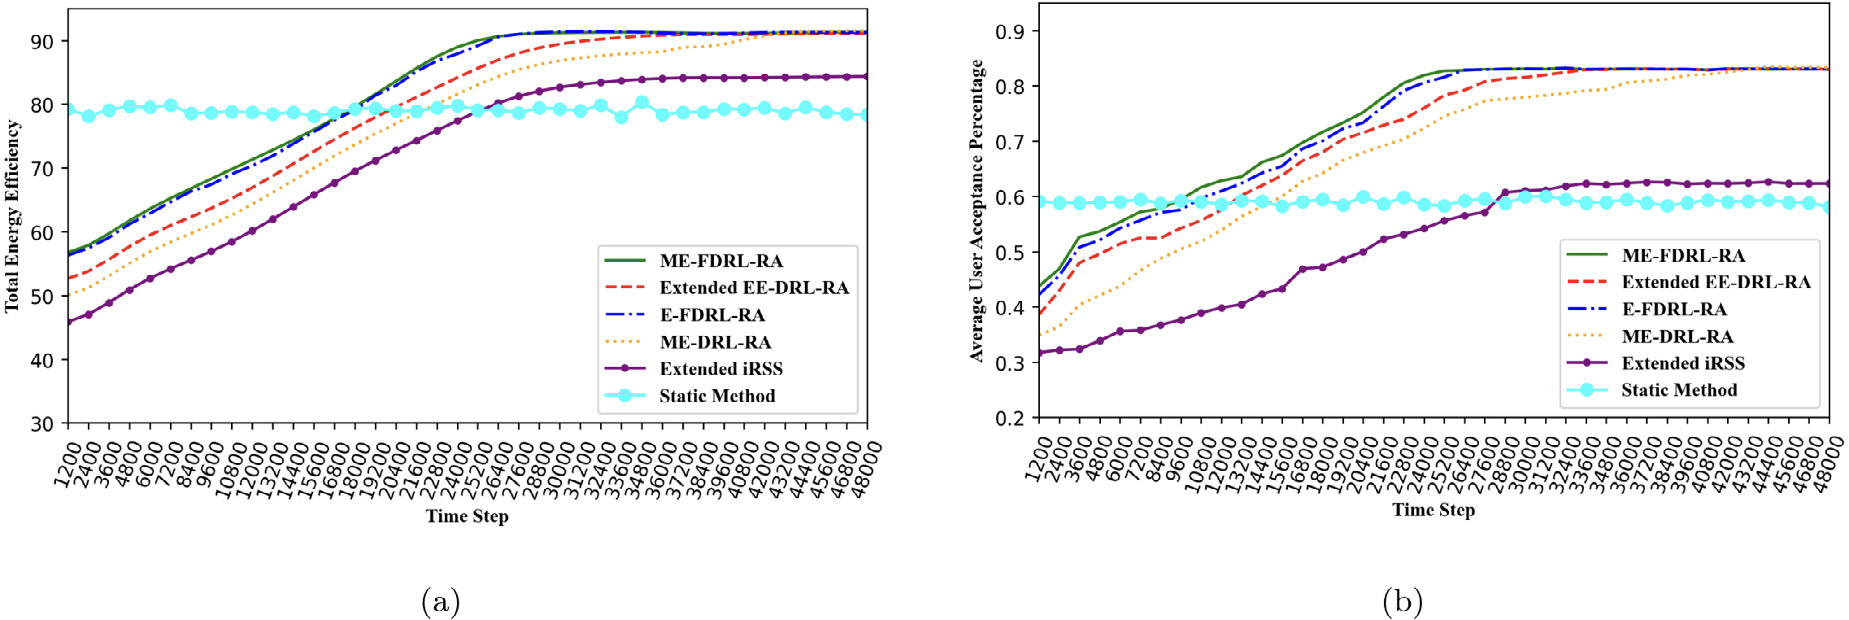 90
80
70
60
50
40
30
Total Energy Efficiency
ME-FDRL-RA
Extended EE-DRL-RA
E-FDRL-RA
ME-DRL-RA
Extended iRSS
Static Method
1200 2400 3600 4800 6000 7200 8400 9600 10800 12000 13200 14400 15600 16800 18000 19200 20400 21600 22800 24000 25200 26400 27600 28800 30000 31200 32400 33600 34800 36000 37200 38400 39600 40800 42000 43200 44400 45600 46800 48000
Time Step
(a)
0.9
0.8
0.7
0.6
0.5
0.4
0.3
0.2
Average User Acceptance Percentage
ME-FDRL-RA
Extended EE-DRL-RA
E-FDRL-RA
ME-DRL-RA
Extended iRSS
Static Method
1200 2400 3600 4800 6000 7200 8400 9600 10800 12000 13200 14400 15600 16800 18000 19200 20400 21600 22800 24000 25200 26400 27600 28800 30000 31200 32400 33600 34800 36000 37200 38400 39600 40800 42000 43200 44400 45600 46800 48000
Time Step
(b)